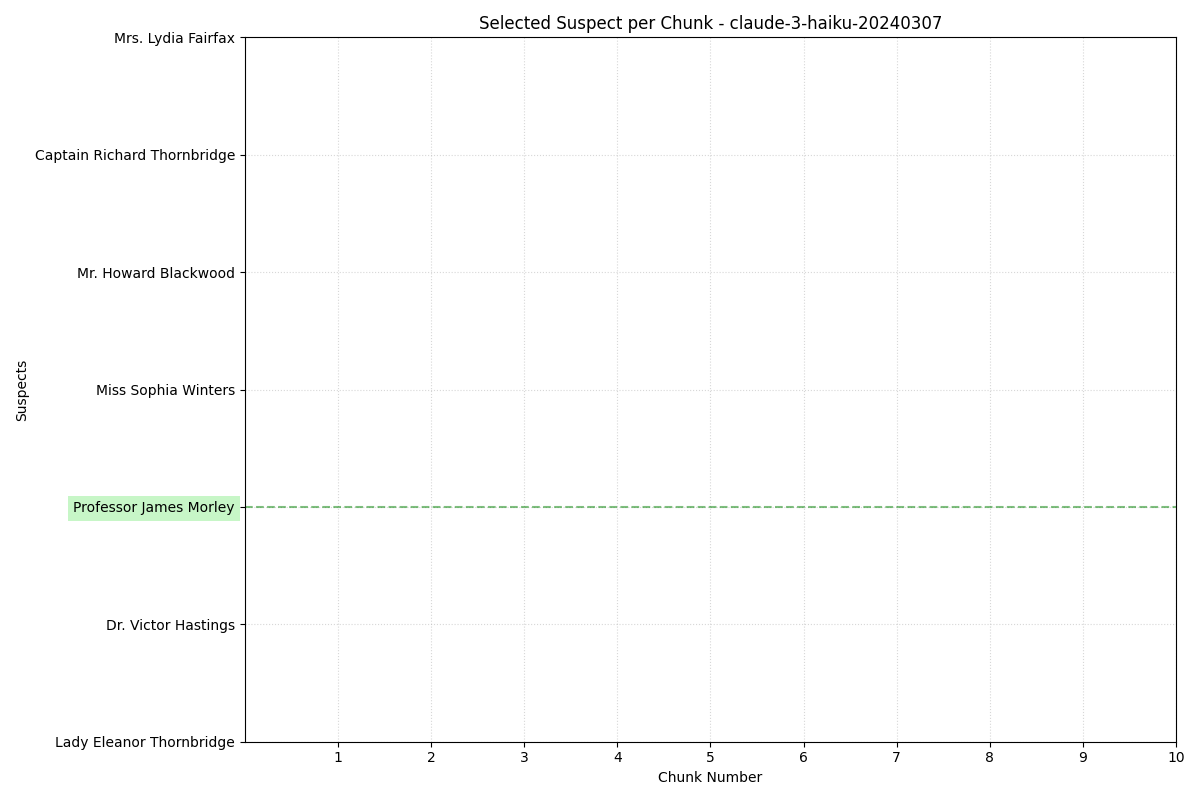 Selected Suspect per Chunk - claude-3-haiku-20240307
Mrs. Lydia Fairfax
Captain Richard Thornbridge
Mr. Howard Blackwood
Miss Sophia Winters
Professor James Morley
Dr. Victor Hastings
Lady Eleanor Thornbridge
Suspects
1 2 3 4 5 6 7 8 9 10
Chunk Number